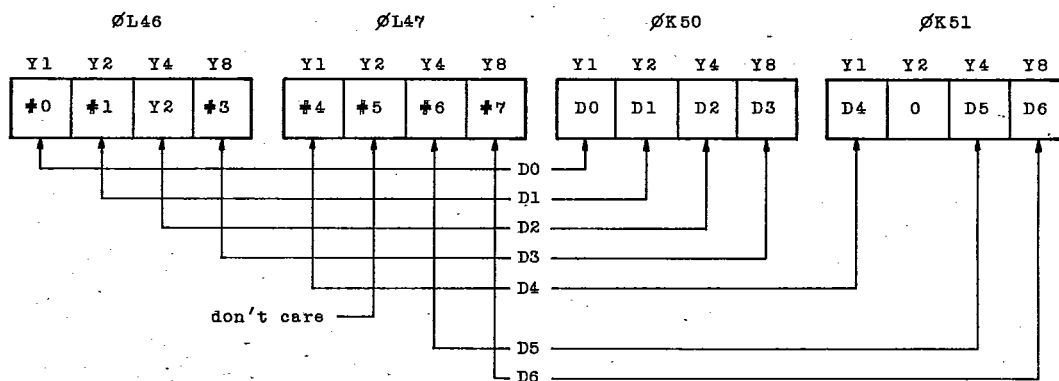 ØL46 ØL47 ØK50 ØK51
Y1 Y2 Y4 Y8 Y1 Y2 Y4 Y8 Y1 Y2 Y4 Y8 Y1 Y2 Y4 Y8
#0 #1 Y2 #3 #4 #5 #6 #7 D0 D1 D2 D3 D4 0 D5 D6
D0
D1
D2
D3
D4
don't care
D5
D6